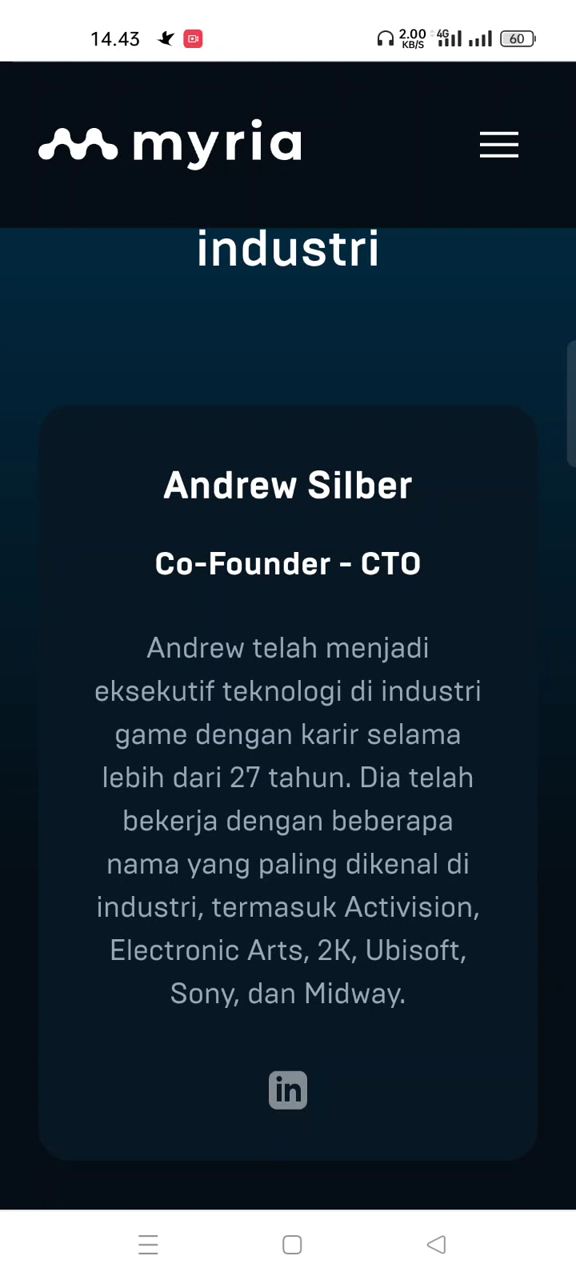 14.43
2.00
KB/S
4G
60
myria
industri
Andrew Silber
Co-Founder - CTO
Andrew telah menjadi
eksekutif teknologi di industri
game dengan karir selama
lebih dari 27 tahun. Dia telah
bekerja dengan beberapa
nama yang paling dikenal di
industri, termasuk Activision,
Electronic Arts, 2K, Ubisoft,
Sony, dan Midway.
in